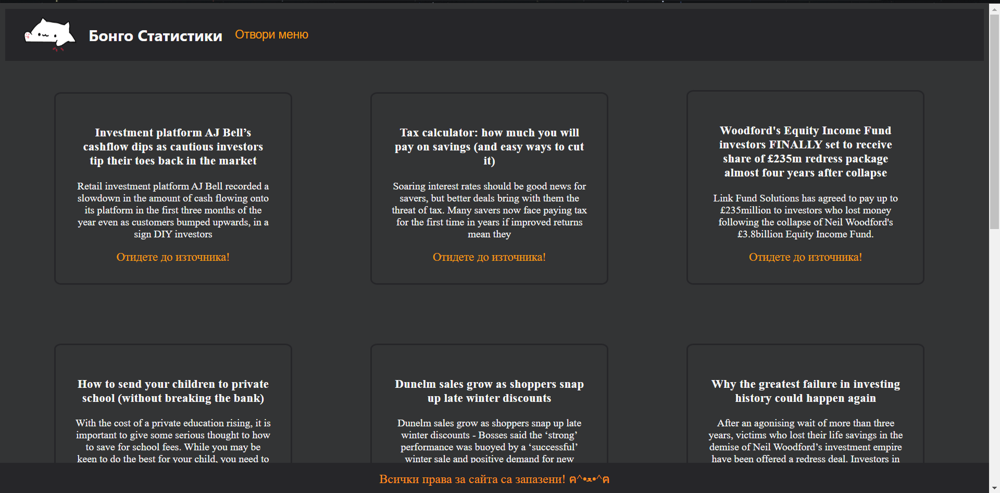 Бонго Статистики
Отвори меню
Investment platform AJ Bell’s
cashflow dips as cautious investors
tip their toes back in the market
Retail investment platform AJ Bell recorded a
slowdown in the amount of cash flowing onto
its platform in the first three months of the
year even as customers bumped upwards, in a
sign DIY investors
Отидете до източника!
Tax calculator: how much you will
pay on savings (and easy ways to cut
it)
Soaring interest rates should be good news for
savers, but better deals bring with them the
threat of tax. Many savers now face paying tax
for the first time in years if improved returns
mean they
Отидете до източника!
Woodford's Equity Income Fund
investors FINALLY set to receive
share of £235m redress package
almost four years after collapse
Link Fund Solutions has agreed to pay up to
£235million to investors who lost money
following the collapse of Neil Woodford's
£3.8billion Equity Income Fund.
Отидете до източника!
How to send your children to private
school (without breaking the bank)
With the cost of a private education rising, it is
important to give some serious thought to how
to save for school fees. While you may be
keen to do the best for your child, you need to
Dunelm sales grow as shoppers snap
up late winter discounts
Dunelm sales grow as shoppers snap up late
winter discounts - Bosses said the ‘strong’
performance was buoyed by a ‘successful’
winter sale and positive demand for new
Why the greatest failure in investing
history could happen again
After an agonising wait of more than three
years, victims who lost their life savings in the
demise of Neil Woodford’s investment empire
have been offered a redress deal. Investors in
Всички права за сайта са запазени! ฅ^•ﻌ•^ฅ